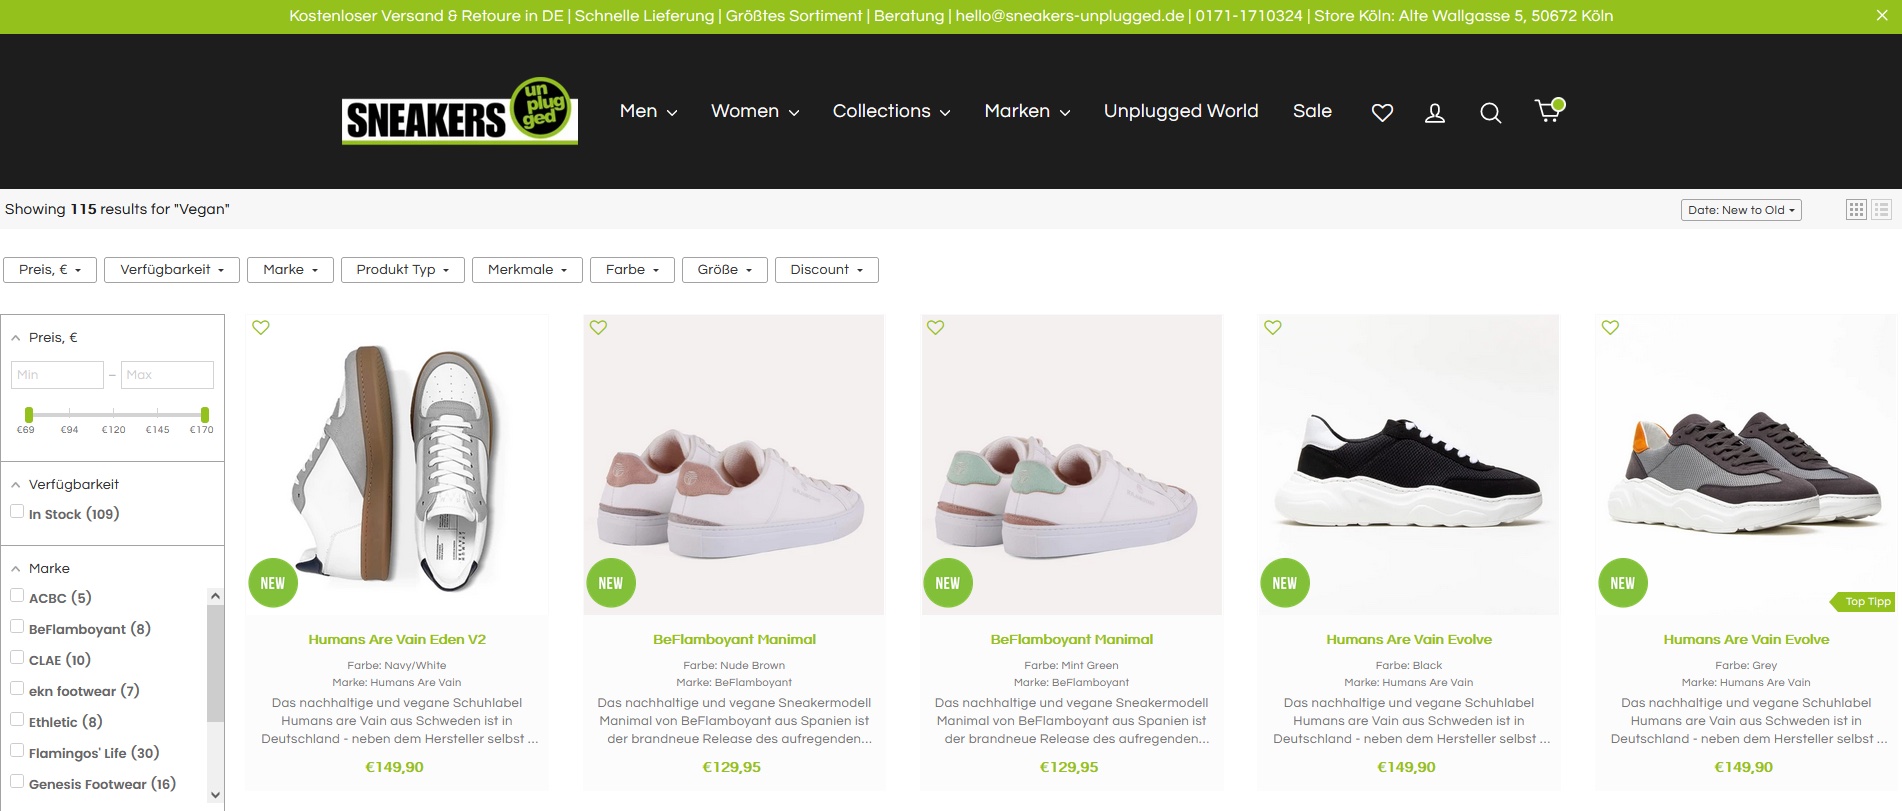 Kostenloser Versand & Retoure in DE | Schnelle Lieferung | Größtes Sortiment | Beratung | hello@sneakers-unplugged.de | 0171-1710324 | Store Köln: Alte Wallgasse 5, 50672 Köln
SNEAKERS un plug ged
Men Women Collections Marken Unplugged World Sale
Showing 115 results for "Vegan"
Date: New to Old
Preis, € Verfügbarkeit Marke Produkt Typ Merkmale Farbe Größe Discount
Preis, €
Min – Max
€69 €94 €120 €145 €170
Verfügbarkeit
In Stock (109)
Marke
ACBC (5)
BeFlamboyant (8)
CLAE (10)
ekn footwear (7)
Ethletic (8)
Flamingos' Life (30)
Genesis Footwear (16)
NEW
Humans Are Vain Eden V2
Farbe: Navy/White
Marke: Humans Are Vain
Das nachhaltige und vegane Schuhlabel
Humans are Vain aus Schweden ist in
Deutschland - neben dem Hersteller selbst ...
€149,90
NEW
BeFlamboyant Manimal
Farbe: Nude Brown
Marke: BeFlamboyant
Das nachhaltige und vegane Sneakermodell
Manimal von BeFlamboyant aus Spanien ist
der brandneue Release des aufregenden...
€129,95
NEW
BeFlamboyant Manimal
Farbe: Mint Green
Marke: BeFlamboyant
Das nachhaltige und vegane Sneakermodell
Manimal von BeFlamboyant aus Spanien ist
der brandneue Release des aufregenden...
€129,95
NEW
Humans Are Vain Evolve
Farbe: Black
Marke: Humans Are Vain
Das nachhaltige und vegane Schuhlabel
Humans are Vain aus Schweden ist in
Deutschland - neben dem Hersteller selbst ...
€149,90
NEW
Top Tipp
Humans Are Vain Evolve
Farbe: Grey
Marke: Humans Are Vain
Das nachhaltige und vegane Schuhlabel
Humans are Vain aus Schweden ist in
Deutschland - neben dem Hersteller selbst ...
€149,90